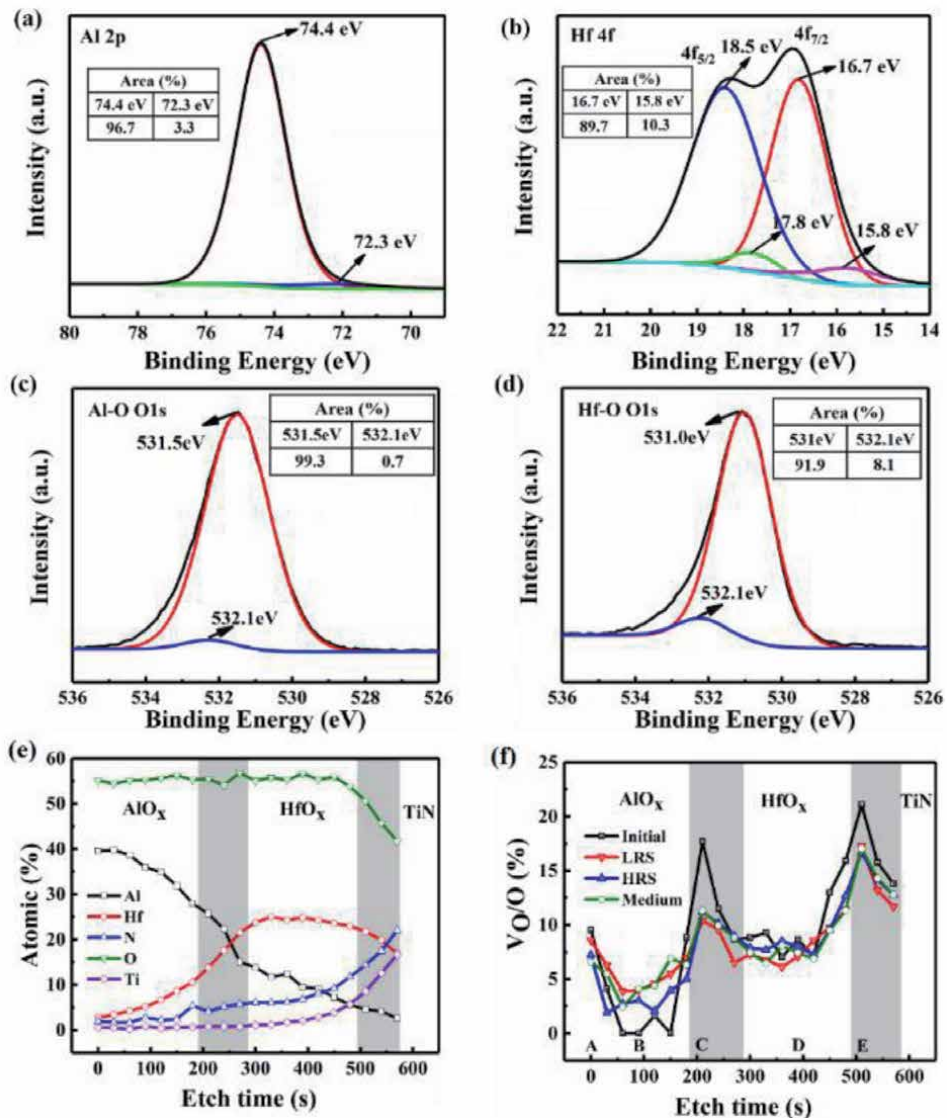 (a)
Al 2p
74.4 eV
Area (%)
74.4 eV 72.3 eV
96.7 3.3
72.3 eV
Intensity (a.u.)
80 78 76 74 72 70
Binding Energy (eV)
(b)
Hf 4f
4f5/2 18.5 eV 4f7/2
16.7 eV
Area (%)
16.7 eV 15.8 eV
89.7 10.3
17.8 eV
15.8 eV
Intensity (a.u.)
22 21 20 19 18 17 16 15 14
Binding Energy (eV)
(c)
Al-O O1s
531.5eV
Area (%)
531.5eV 532.1eV
99.3 0.7
532.1eV
Intensity (a.u.)
536 534 532 530 528 526
Binding Energy (eV)
(d)
Hf-O O1s
531.0eV
Area (%)
531eV 532.1eV
91.9 8.1
532.1eV
Intensity (a.u.)
536 534 532 530 528 526
Binding Energy (eV)
(e)
60
50
40
30
20
10
0
Atomic (%)
AlOx HfOx TiN
Al
Hf
N
O
Ti
0 100 200 300 400 500 600
Etch time (s)
(f)
25
20
15
10
5
0
VO/O (%)
AlOx HfOx TiN
Initial
LRS
HRS
Medium
A B C D E
0 100 200 300 400 500 600
Etch time (s)